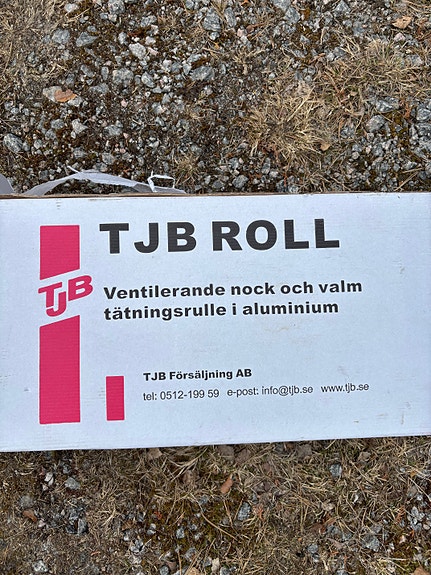 TJB ROLL
TJB
Ventilerande nock och valm
tätningsrulle i aluminium
TJB Försäljning AB
tel: 0512-199 59 e-post: info@tjb.se www.tjb.se